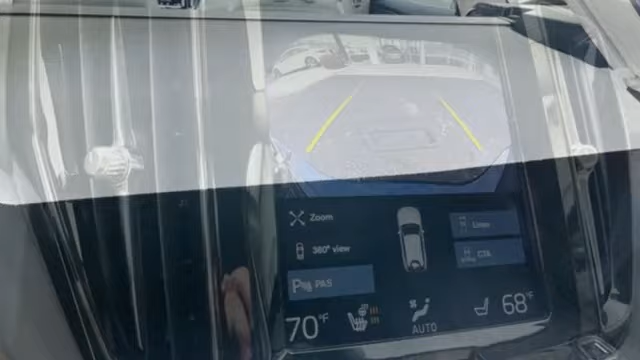 Zoom
Lines
360° view
CTA
PAS
70°F
AUTO
68°F